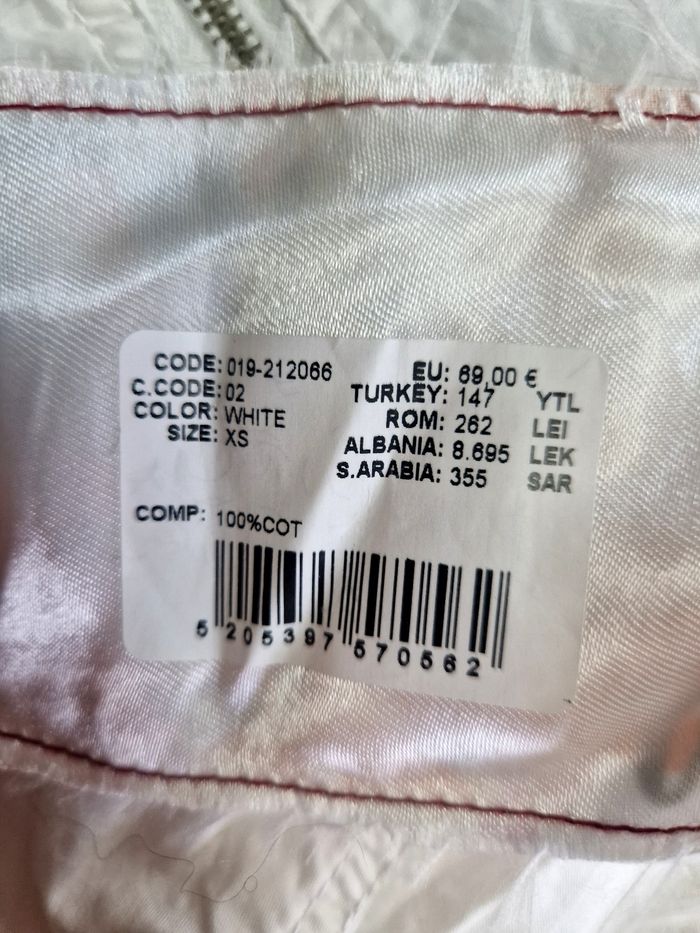 CODE: 019-212066
C.CODE: 02
COLOR: WHITE
SIZE: XS
EU: 69,00 €
TURKEY: 147 YTL
ROM: 262 LEI
ALBANIA: 8.695 LEK
S.ARABIA: 355 SAR
COMP: 100%COT
5 205397 570562